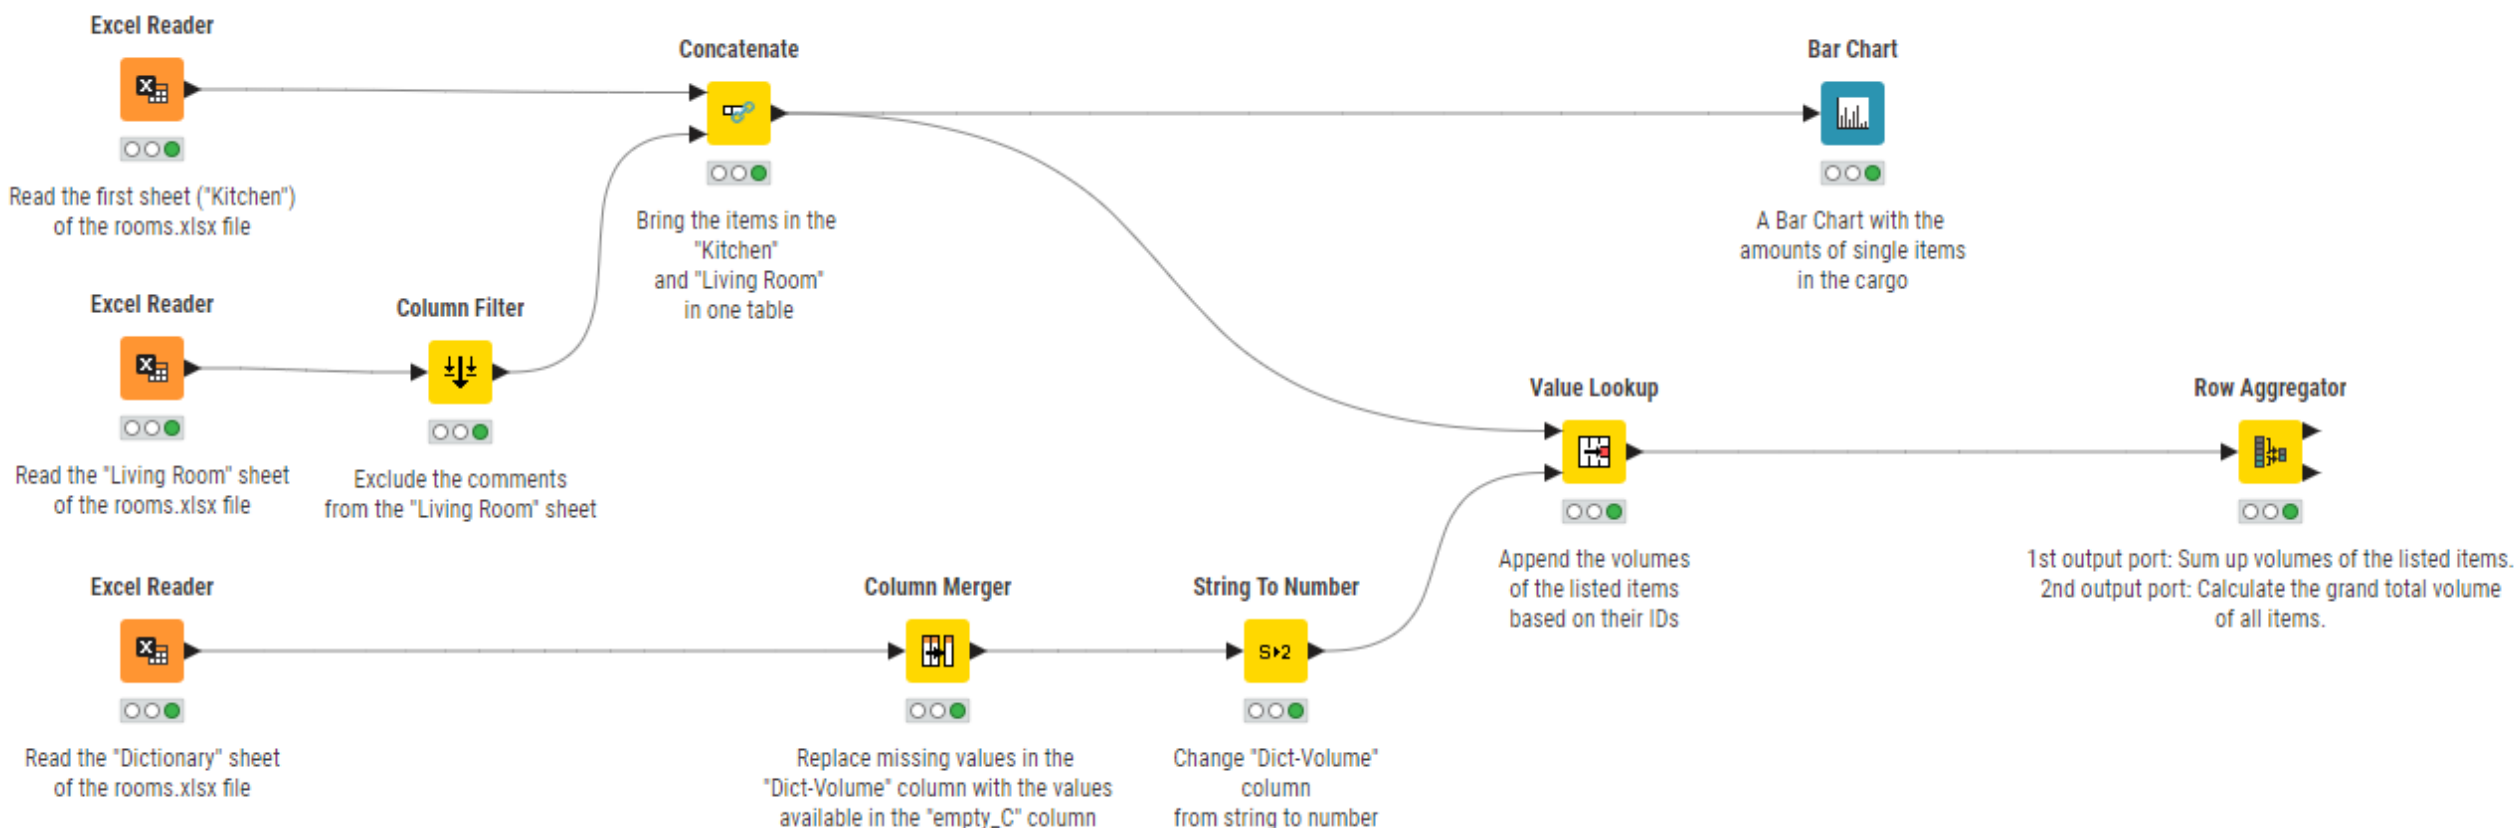 Excel Reader
Read the first sheet ("Kitchen")
of the rooms.xlsx file
Concatenate
Bring the items in the
"Kitchen"
and "Living Room"
in one table
Bar Chart
A Bar Chart with the
amounts of single items
in the cargo
Excel Reader
Read the "Living Room" sheet
of the rooms.xlsx file
Column Filter
Exclude the comments
from the "Living Room" sheet
Value Lookup
Append the volumes
of the listed items
based on their IDs
Row Aggregator
1st output port: Sum up volumes of the listed items.
2nd output port: Calculate the grand total volume
of all items.
Excel Reader
Read the "Dictionary" sheet
of the rooms.xlsx file
Column Merger
Replace missing values in the
"Dict-Volume" column with the values
available in the "empty_C" column
String To Number
S▸2
Change "Dict-Volume"
column
from string to number